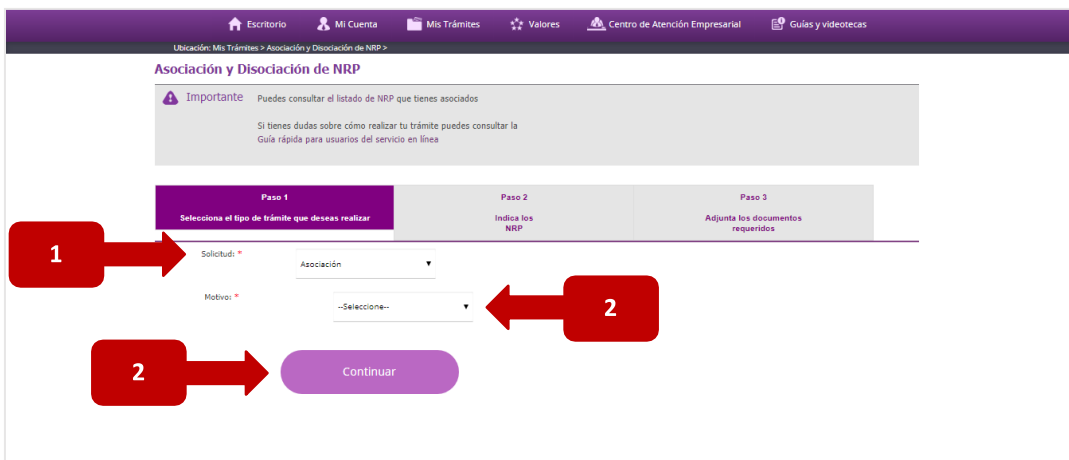 Escritorio Mi Cuenta Mis Trámites Valores Centro de Atención Empresarial Guías y videotecas
Ubicación: Mis Trámites > Asociación y Disociación de NRP >
Asociación y Disociación de NRP
Importante Puedes consultar el listado de NRP que tienes asociados
Si tienes dudas sobre cómo realizar tu trámite puedes consultar la
Guía rápida para usuarios del servicio en línea
Paso 1
Selecciona el tipo de trámite que deseas realizar
Paso 2
Indica los
NRP
Paso 3
Adjunta los documentos
requeridos
1
Solicitud: *
Asociación
Motivo: *
--Seleccione--
2
2
Continuar